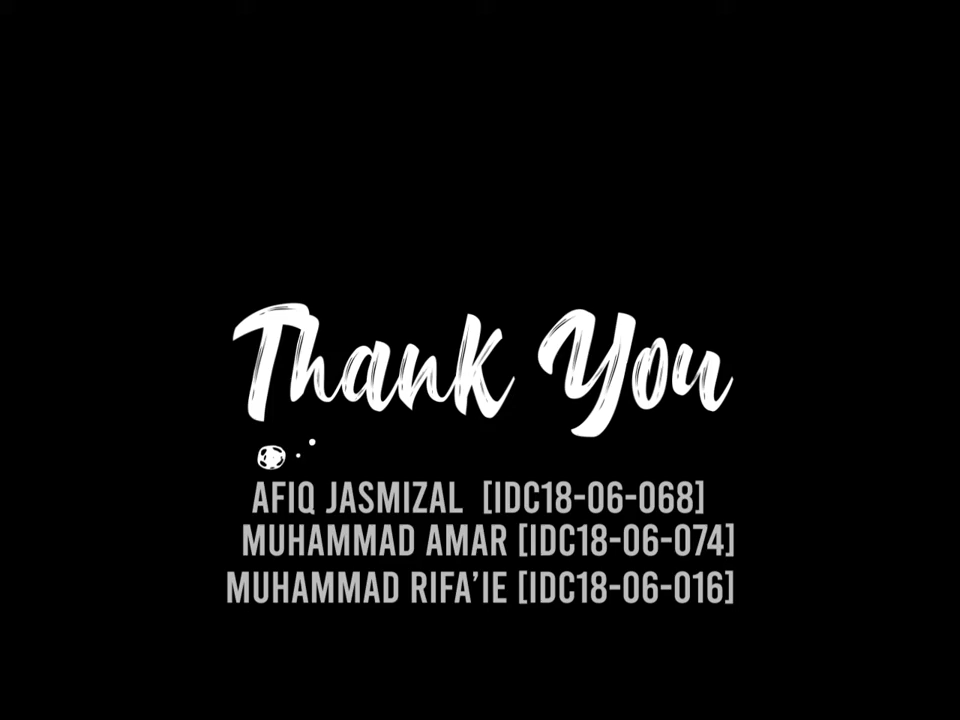 Thank You
AFIQ JASMIZAL [IDC18-06-068]
MUHAMMAD AMAR [IDC18-06-074]
MUHAMMAD RIFA'IE [IDC18-06-016]